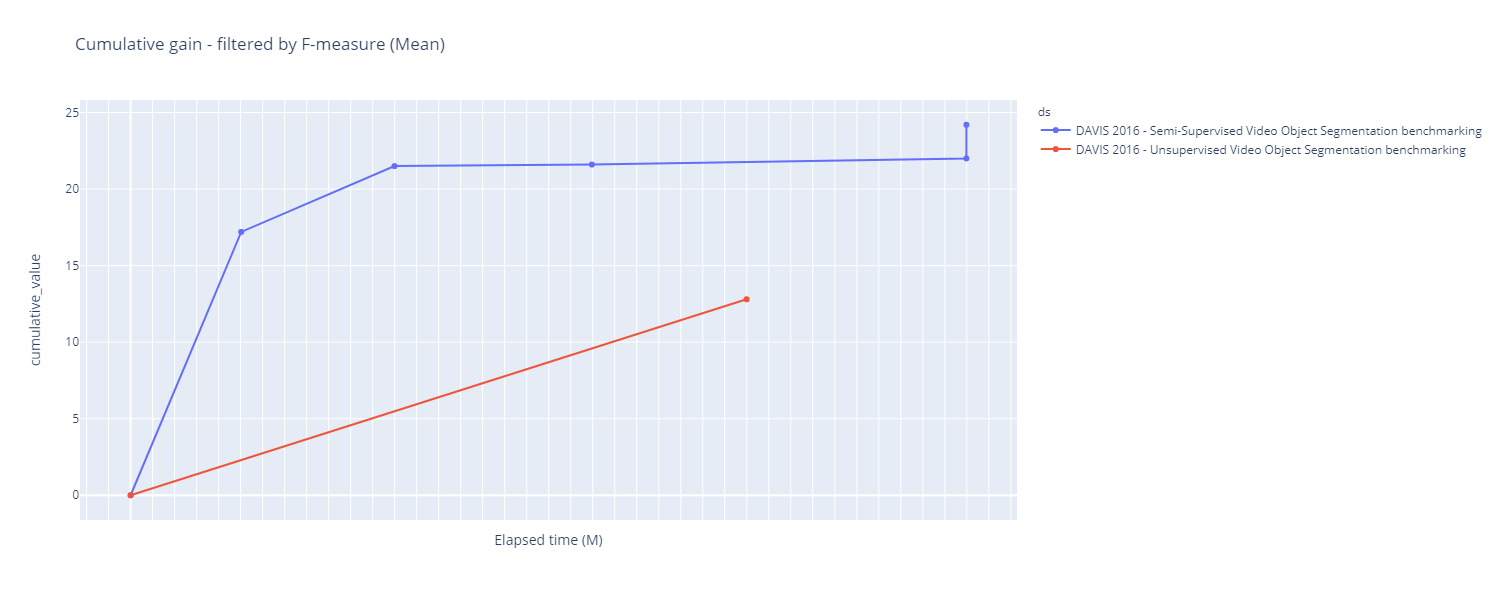 Cumulative gain - filtered by F-measure (Mean)
25
20
15
10
5
0
cumulative_value
Elapsed time (M)
ds
DAVIS 2016 - Semi-Supervised Video Object Segmentation benchmarking
DAVIS 2016 - Unsupervised Video Object Segmentation benchmarking